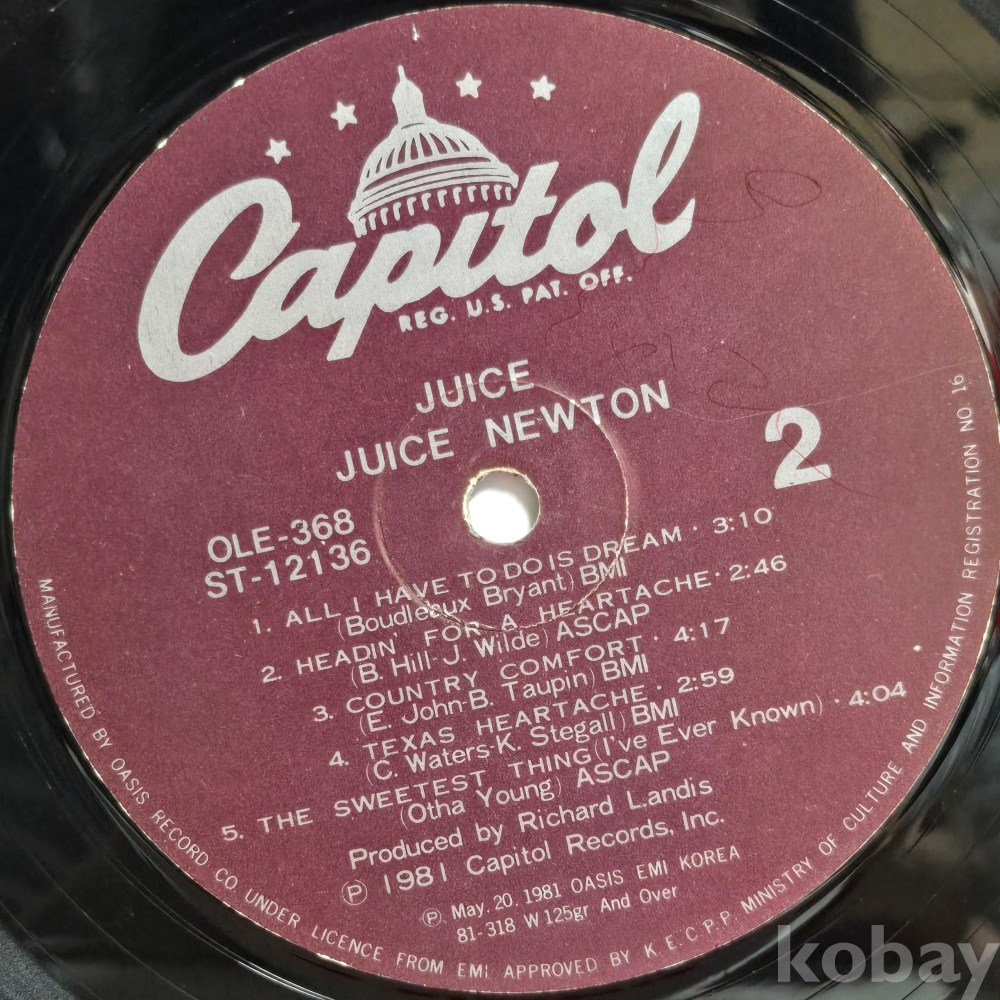 Capitol
REG. U.S. PAT. OFF.
JUICE
JUICE NEWTON
2
OLE-368
ST-12136
1. ALL I HAVE TO DO IS DREAM · 3:10
(Boudleaux Bryant) BMI
2. HEADIN' FOR A HEARTACHE · 2:46
(B. Hill-J. Wilde) ASCAP
3. COUNTRY COMFORT · 4:17
(E. John-B. Taupin) BMI
4. TEXAS HEARTACHE · 2:59
(C. Waters-K. Stegall) BMI
5. THE SWEETEST THING (I've Ever Known) · 4:04
(Otha Young) ASCAP
Produced by Richard Landis
Ⓟ 1981 Capitol Records, Inc.
Ⓟ. May. 20. 1981 OASIS EMI KOREA
81-318 W125gr And Over
MANUFACTURED BY OASIS RECORD CO. UNDER LICENCE FROM EMI APPROVED BY K.E.C.P.P. MINISTRY OF CULTURE AND INFORMATION REGISTRATION NO. 16
kobay